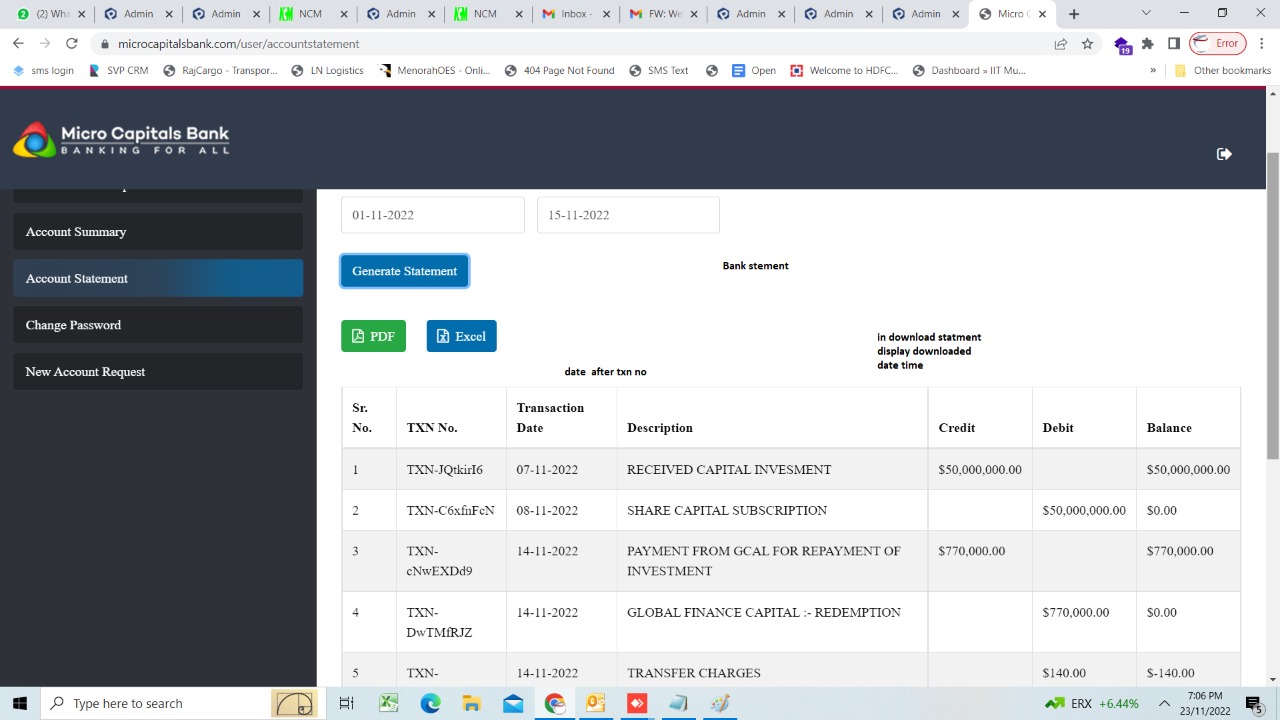 (2) W
Admin
KM NCM
Admin
KM NCM
Inbox -
FW: We
Admin
Admin
Admin
Micro C
microcapitalsbank.com/user/accountstatement
19
Error
sms login
SVP CRM
RajCargo - Transpor...
LN Logistics
MenorahOES - Onli...
404 Page Not Found
SMS Text
Open
Welcome to HDFC...
Dashboard » IIT Mu...
»
Other bookmarks
Micro Capitals Bank
BANKING FOR ALL
01-11-2022
15-11-2022
Account Summary
Generate Statement
Bank stement
Account Statement
Change Password
PDF
Excel
in download statment
display downloaded
date time
New Account Request
date after txn no
Sr. No. TXN No. Transaction Date Description Credit Debit Balance
1 TXN-JQtkirI6 07-11-2022 RECEIVED CAPITAL INVESMENT $50,000,000.00 $50,000,000.00
2 TXN-C6xfnFcN 08-11-2022 SHARE CAPITAL SUBSCRIPTION $50,000,000.00 $0.00
3 TXN- 14-11-2022 PAYMENT FROM GCAL FOR REPAYMENT OF $770,000.00 $770,000.00
cNwEXDd9 INVESTMENT
4 TXN- 14-11-2022 GLOBAL FINANCE CAPITAL :- REDEMPTION $770,000.00 $0.00
DwTMfRJZ
5 TXN- 14-11-2022 TRANSFER CHARGES $140.00 $-140.00
Type here to search
ERX +6.44%
7:06 PM
23/11/2022
5